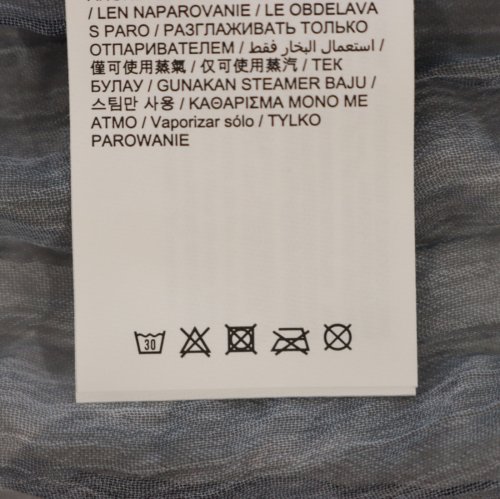 / LEN NAPAROVANIE / LE OBDELAVA
S PARO / РАЗГЛАЖИВАТЬ ТОЛЬКО
ОТПАРИВАТЕЛЕМ / استعمال البخار فقط /
僅可使用蒸氣 / 仅可使用蒸汽 / ТЕК
БУЛАУ / GUNAKAN STEAMER BAJU /
스팀만 사용 / ΚΑΘΑΡΙΣΜΑ ΜΟΝΟ ΜΕ
ΑΤΜΟ / Vaporizar sólo / TYLKO
PAROWANIE
30